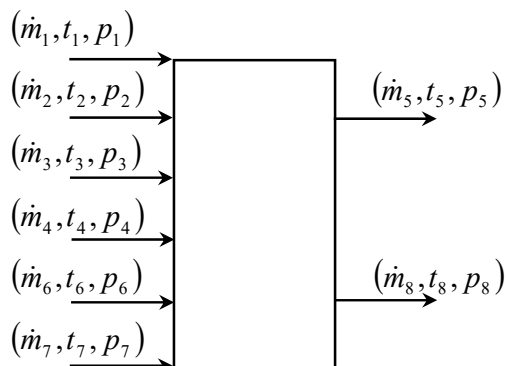 (ṁ₁, t₁, p₁)
(ṁ₂, t₂, p₂)
(ṁ₃, t₃, p₃)
(ṁ₄, t₄, p₄)
(ṁ₆, t₆, p₆)
(ṁ₇, t₇, p₇)
(ṁ₅, t₅, p₅)
(ṁ₈, t₈, p₈)